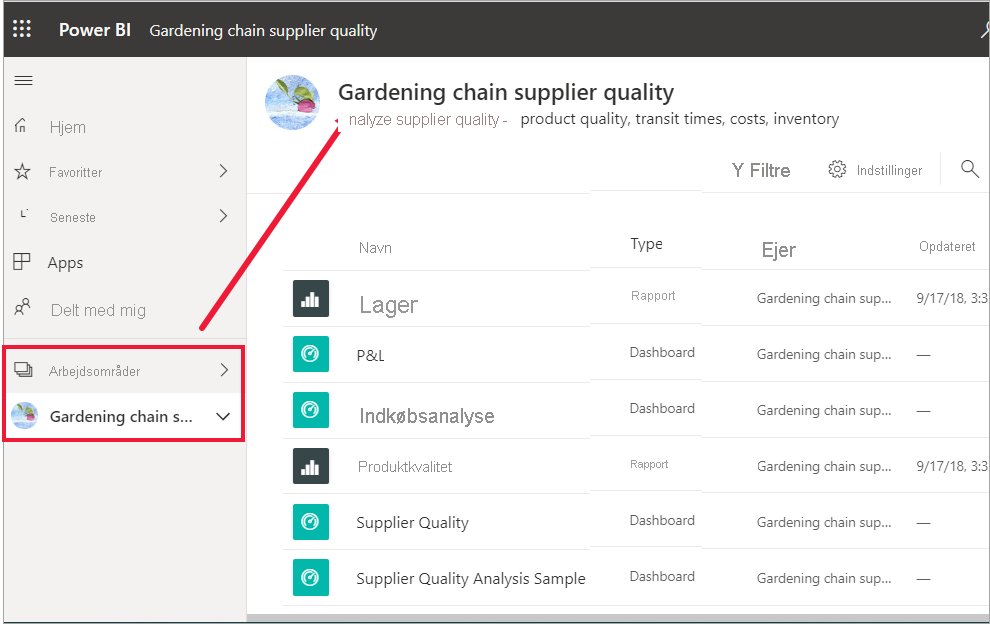 Power BI Gardening chain supplier quality
Gardening chain supplier quality
nalyze supplier quality - product quality, transit times, costs, inventory
Hjem
Favoritter
Seneste
Apps
Delt med mig
Arbejdsområder
Gardening chain s...
Y Filtre Indstillinger
Navn Type Ejer Opdateret
Lager Rapport Gardening chain sup... 9/17/18, 3:3
P&L Dashboard Gardening chain sup... —
Indkøbsanalyse Dashboard Gardening chain sup... —
Produktkvalitet Rapport Gardening chain sup... 9/17/18, 3:3
Supplier Quality Dashboard Gardening chain sup... —
Supplier Quality Analysis Sample Dashboard Gardening chain sup... —